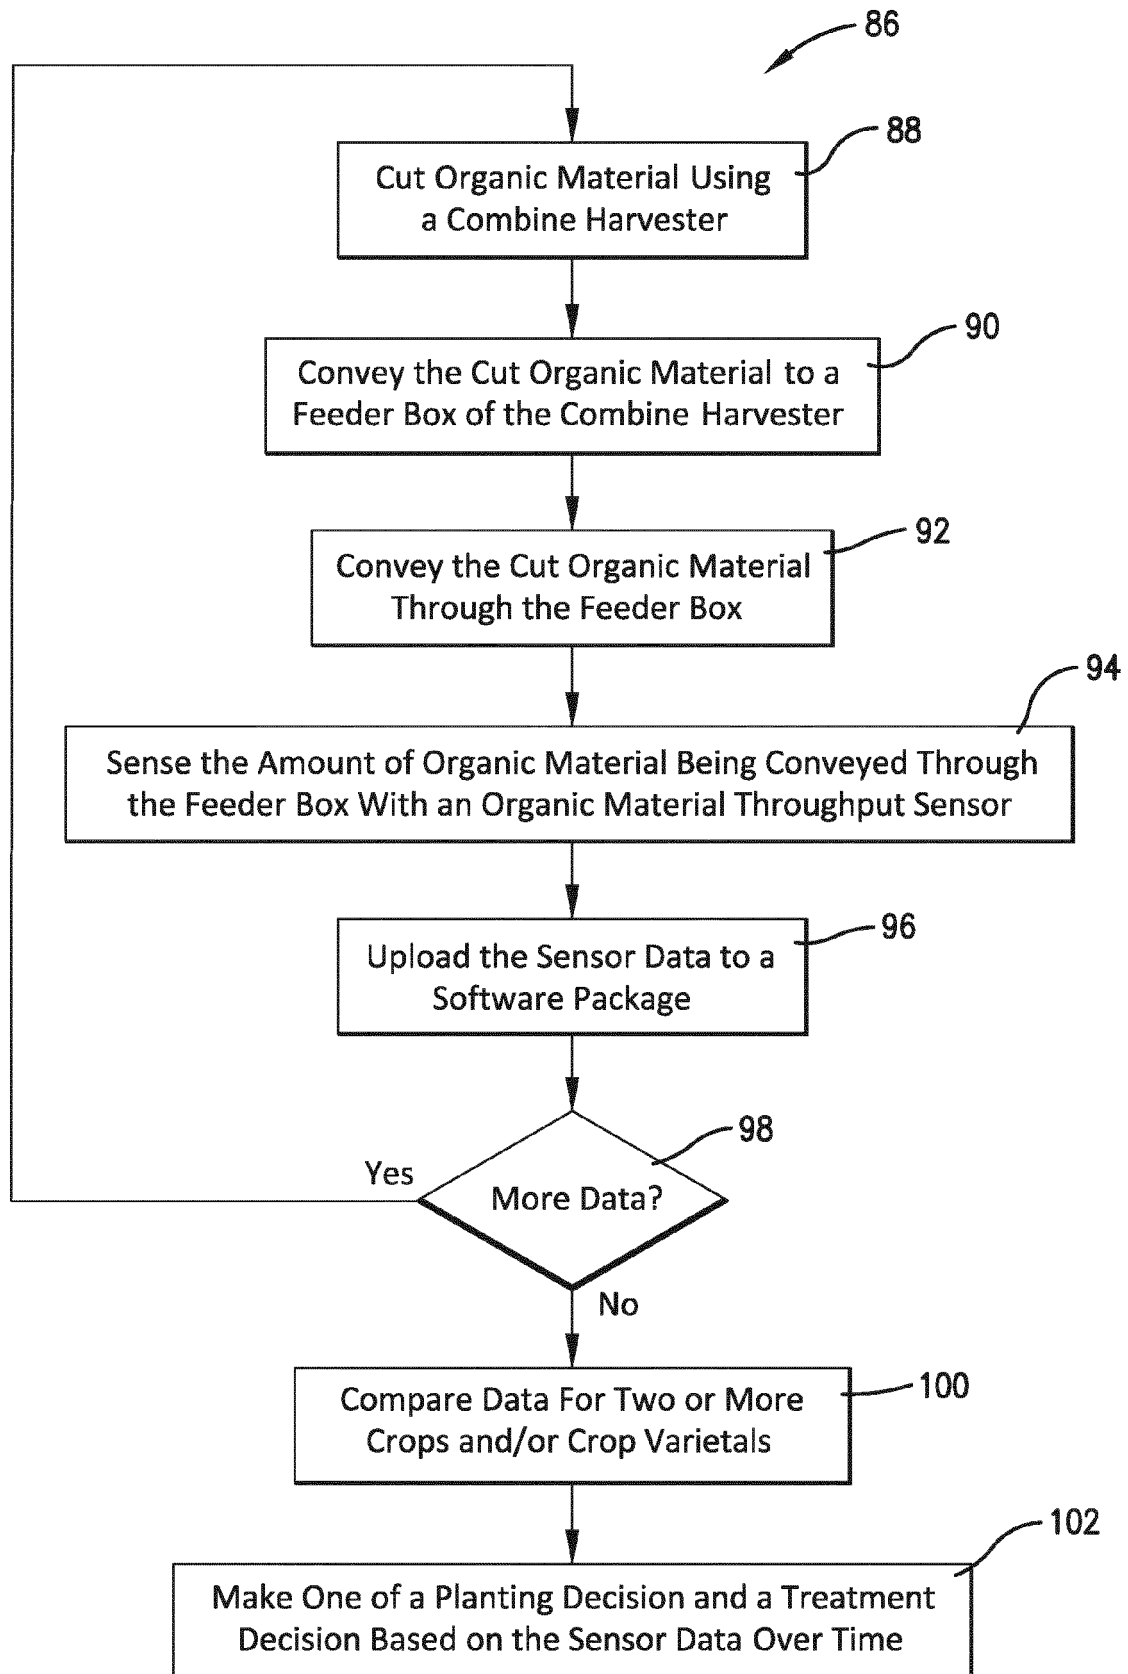 86
88
Cut Organic Material Using
a Combine Harvester
90
Convey the Cut Organic Material to a
Feeder Box of the Combine Harvester
92
Convey the Cut Organic Material
Through the Feeder Box
94
Sense the Amount of Organic Material Being Conveyed Through
the Feeder Box With an Organic Material Throughput Sensor
96
Upload the Sensor Data to a
Software Package
98
Yes
More Data?
No
100
Compare Data For Two or More
Crops and/or Crop Varietals
102
Make One of a Planting Decision and a Treatment
Decision Based on the Sensor Data Over Time